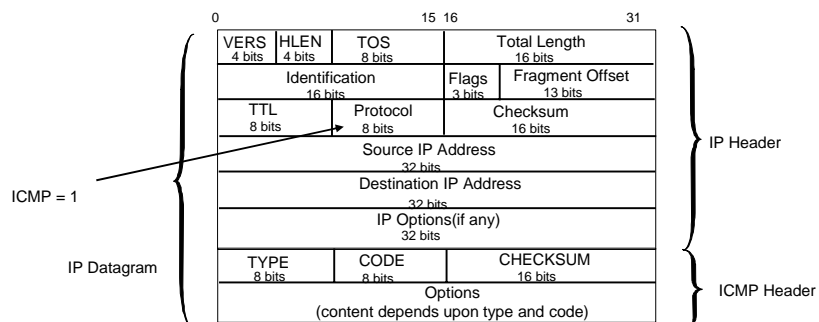 0 15 16 31
VERS HLEN TOS Total Length
4 bits 4 bits 8 bits 16 bits
Identification Flags Fragment Offset
16 bits 3 bits 13 bits
TTL Protocol Checksum
8 bits 8 bits 16 bits
IP Header
Source IP Address
32 bits
ICMP = 1
Destination IP Address
32 bits
IP Options(if any)
32 bits
IP Datagram
TYPE CODE CHECKSUM
8 bits 8 bits 16 bits
ICMP Header
Options
(content depends upon type and code)